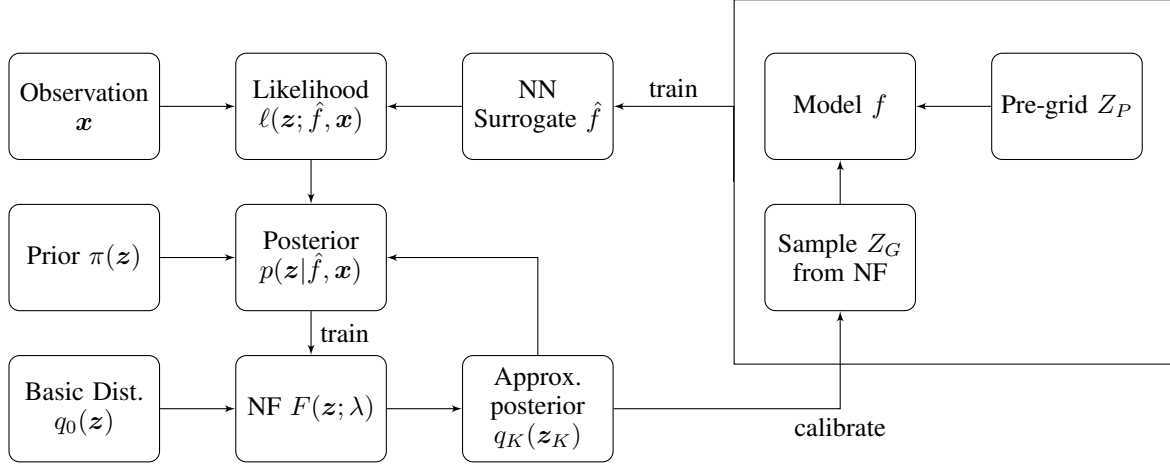 Observation
𝒙
Likelihood
ℓ(𝒛; f̂, 𝒙)
NN
Surrogate f̂
train
Model f
Pre-grid Z_P
Prior π(𝒛)
Posterior
p(𝒛|f̂, 𝒙)
Sample Z_G
from NF
train
Basic Dist.
q₀(𝒛)
NF F(𝒛; λ)
Approx.
posterior
q_K(𝒛_K)
calibrate